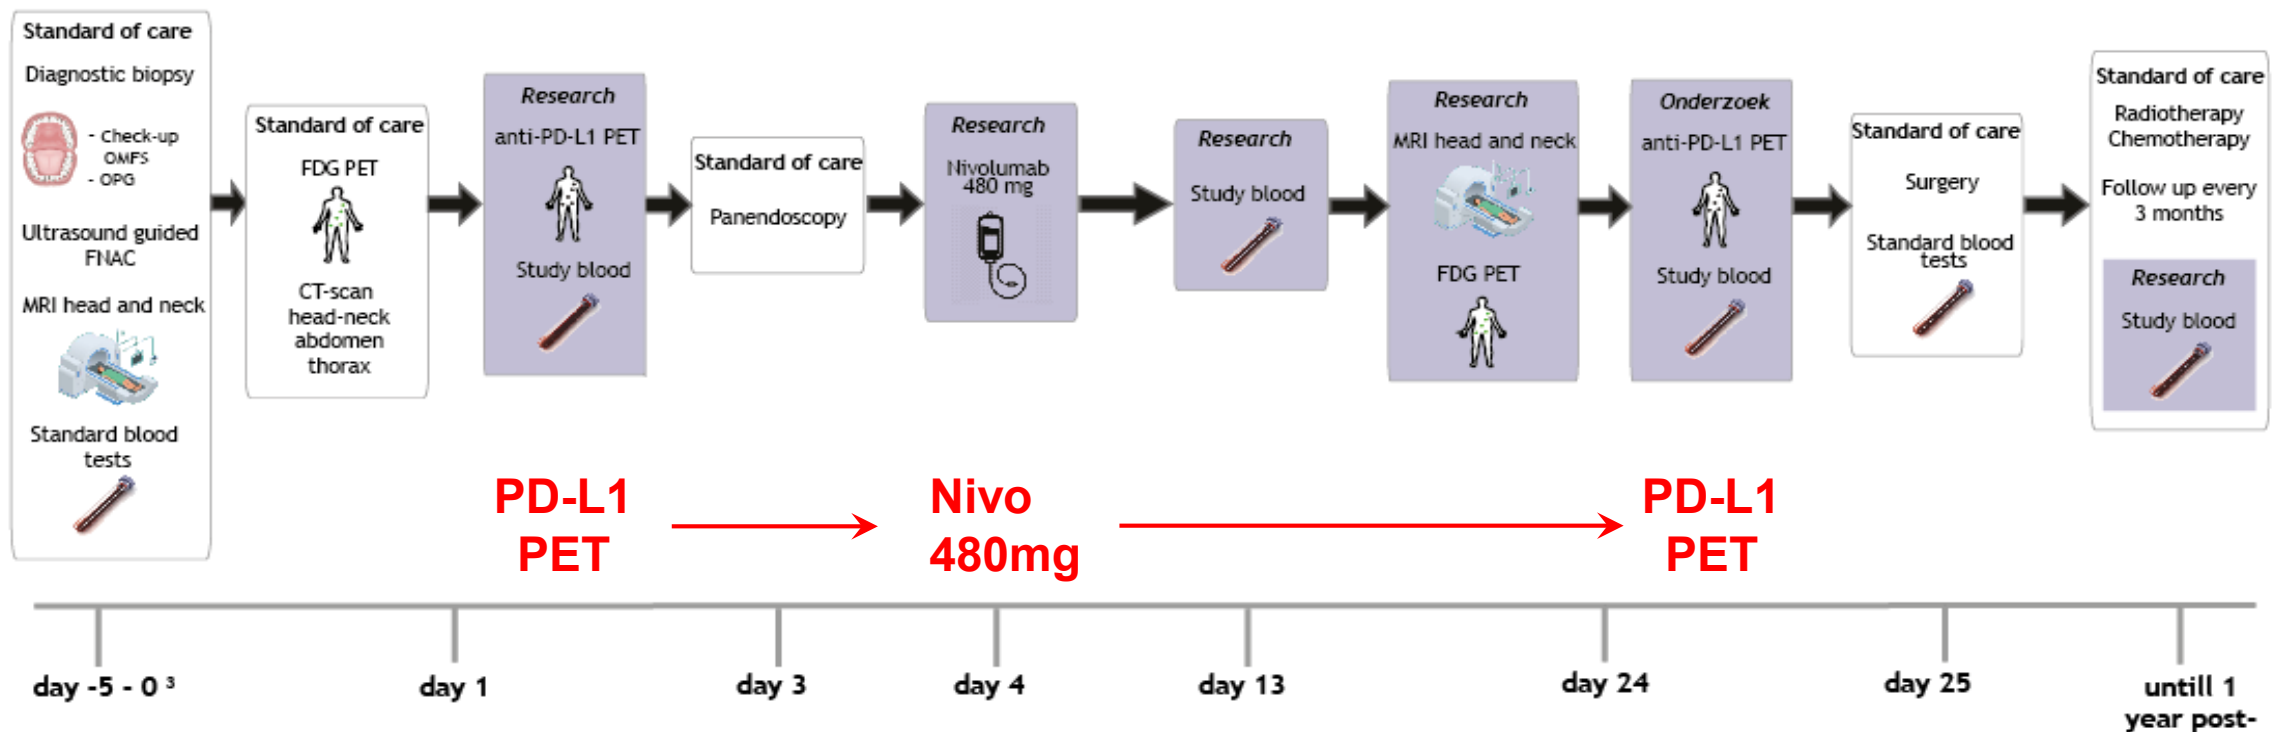 Standard of care
Diagnostic biopsy
- Check-up
OMFS
- OPG
Ultrasound guided
FNAC
MRI head and neck
Standard blood
tests
Standard of care
FDG PET
CT-scan
head-neck
abdomen
thorax
Research
anti-PD-L1 PET
Study blood
Standard of care
Panendoscopy
Research
Nivolumab
480 mg
Research
Study blood
Research
MRI head and neck
FDG PET
Onderzoek
anti-PD-L1 PET
Study blood
Standard of care
Surgery
Standard blood
tests
Standard of care
Radiotherapy
Chemotherapy
Follow up every
3 months
Research
Study blood
PD-L1
PET
Nivo
480mg
PD-L1
PET
day -5 - 0 ³
day 1
day 3
day 4
day 13
day 24
day 25
untill 1
year post-